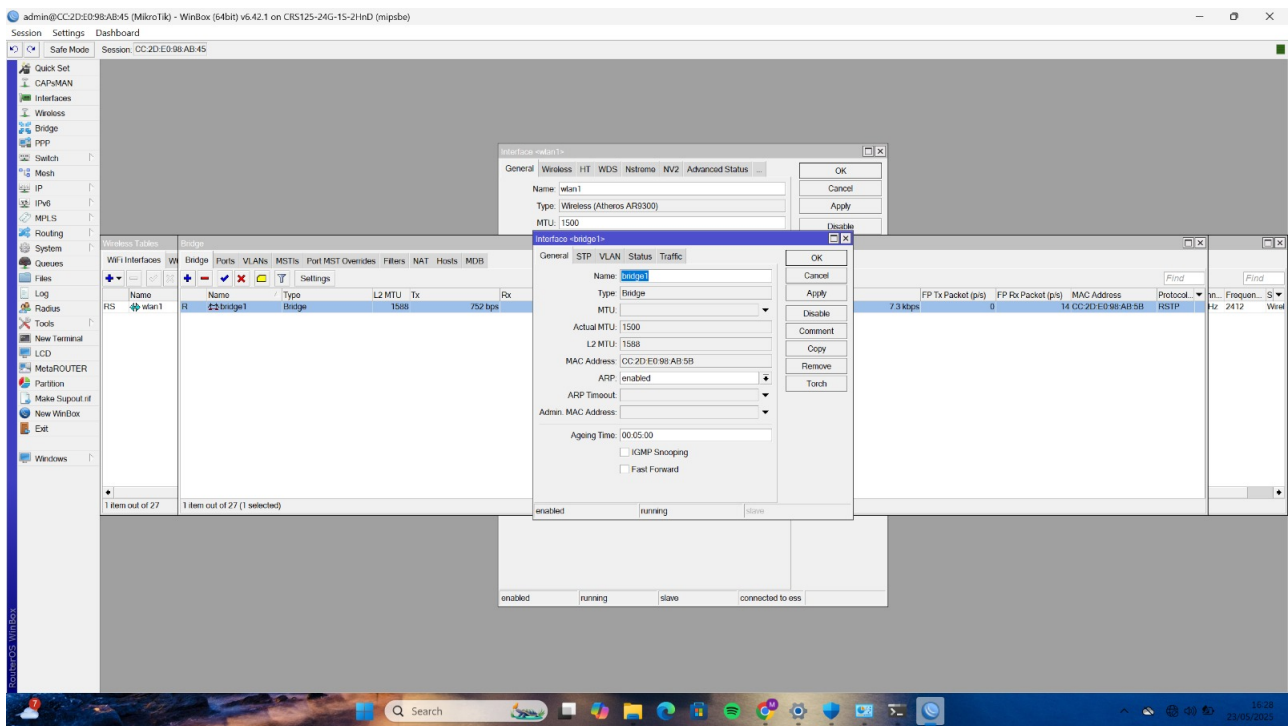 admin@CC:2D:E0:98:AB:45 (MikroTik) - WinBox (64bit) v6.42.1 on CRS125-24G-1S-2HnD (mipsbe)
Session Settings Dashboard
Safe Mode Session: CC:2D:E0:98:AB:45
Quick Set
CAPsMAN
Interfaces
Wireless
Bridge
PPP
Switch
Mesh
IP
IPv6
MPLS
Routing
System
Queues
Files
Log
Radius
Tools
New Terminal
LCD
MetaROUTER
Partition
Make Supout.rif
New WinBox
Exit
Windows
RouterOS WinBox
Interface <wlan1>
General Wireless HT WDS Nstreme NV2 Advanced Status ...
Name: wlan1
Type: Wireless (Atheros AR9300)
MTU: 1500
OK
Cancel
Apply
Disable
enabled running slave connected to ess
Wireless Tables
WiFi Interfaces W
Name
RS wlan1
1 item out of 27
Bridge
Bridge Ports VLANs MSTIs Port MST Overrides Filters NAT Hosts MDB
Settings
Find
Find
Name Type L2 MTU Tx Rx FP Tx Packet (p/s) FP Rx Packet (p/s) MAC Address Protocol... nn... Frequen... S
R bridge1 Bridge 1588 752 bps 7.3 kbps 0 14 CC:2D:E0:98:AB:5B RSTP Hz 2412 Wirel
1 item out of 27 (1 selected)
Interface <bridge1>
General STP VLAN Status Traffic
Name: bridge1
Type: Bridge
MTU:
Actual MTU: 1500
L2 MTU: 1588
MAC Address: CC:2D:E0:98:AB:5B
ARP: enabled
ARP Timeout:
Admin. MAC Address:
Ageing Time: 00:05:00
IGMP Snooping
Fast Forward
OK
Cancel
Apply
Disable
Comment
Copy
Remove
Torch
enabled running slave
7
Search
16:28